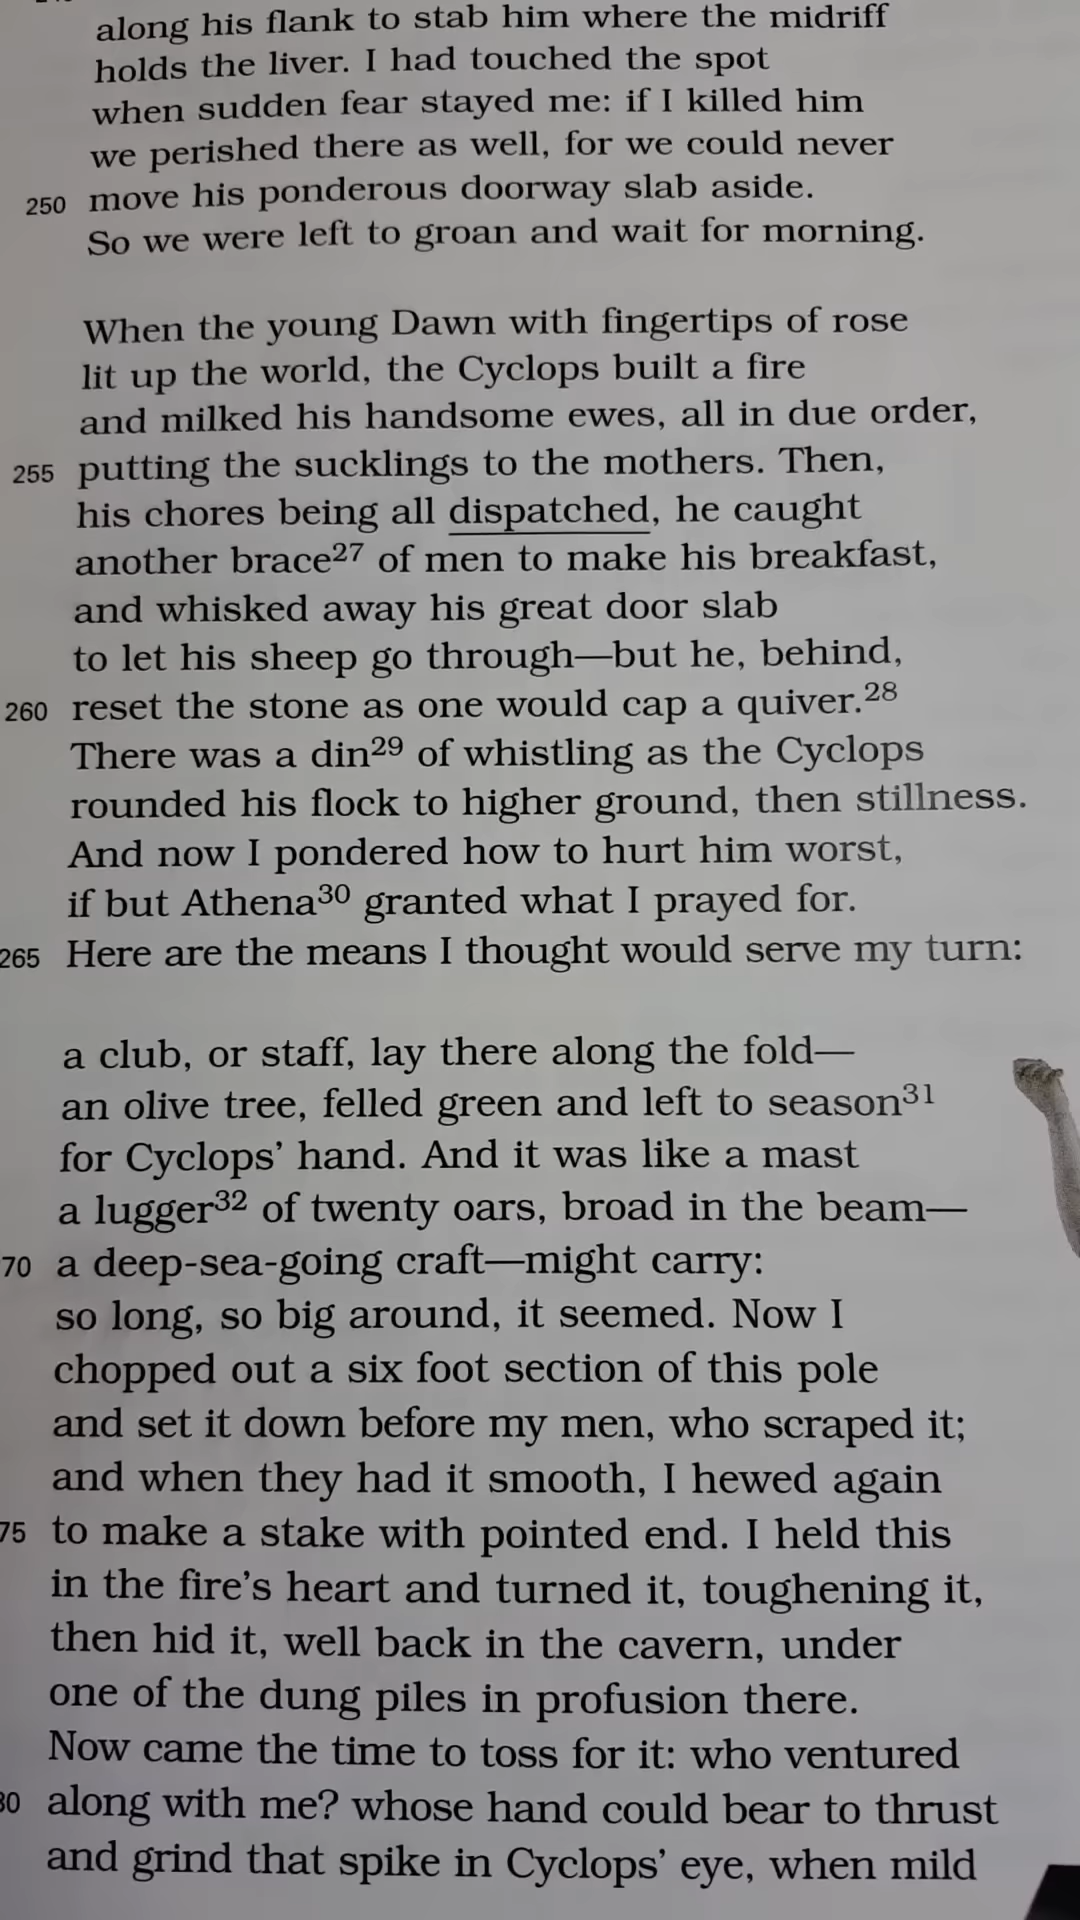 along his flank to stab him where the midriff
holds the liver. I had touched the spot
when sudden fear stayed me: if I killed him
we perished there as well, for we could never
250 move his ponderous doorway slab aside.
So we were left to groan and wait for morning.
When the young Dawn with fingertips of rose
lit up the world, the Cyclops built a fire
and milked his handsome ewes, all in due order,
255 putting the sucklings to the mothers. Then,
his chores being all dispatched, he caught
another brace27 of men to make his breakfast,
and whisked away his great door slab
to let his sheep go through—but he, behind,
260 reset the stone as one would cap a quiver.28
There was a din29 of whistling as the Cyclops
rounded his flock to higher ground, then stillness.
And now I pondered how to hurt him worst,
if but Athena30 granted what I prayed for.
265 Here are the means I thought would serve my turn:
a club, or staff, lay there along the fold—
an olive tree, felled green and left to season31
for Cyclops' hand. And it was like a mast
a lugger32 of twenty oars, broad in the beam—
70 a deep-sea-going craft—might carry:
so long, so big around, it seemed. Now I
chopped out a six foot section of this pole
and set it down before my men, who scraped it;
and when they had it smooth, I hewed again
75 to make a stake with pointed end. I held this
in the fire's heart and turned it, toughening it,
then hid it, well back in the cavern, under
one of the dung piles in profusion there.
Now came the time to toss for it: who ventured
80 along with me? whose hand could bear to thrust
and grind that spike in Cyclops' eye, when mild